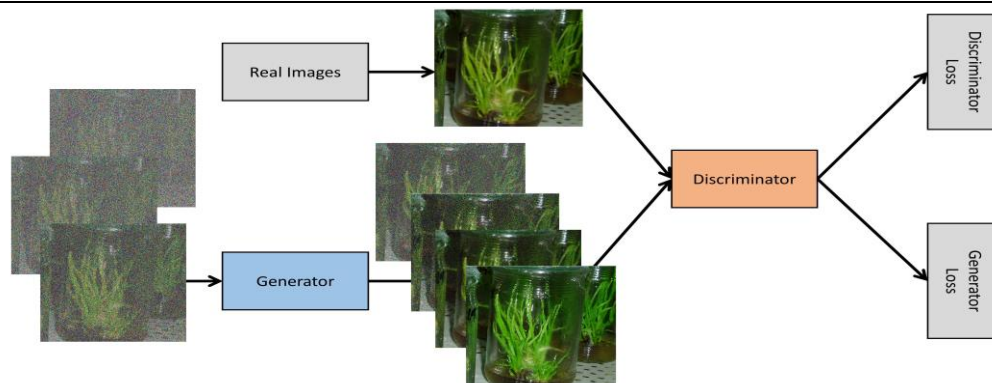 Real Images
Generator
Discriminator
Discriminator
Loss
Generator
Loss